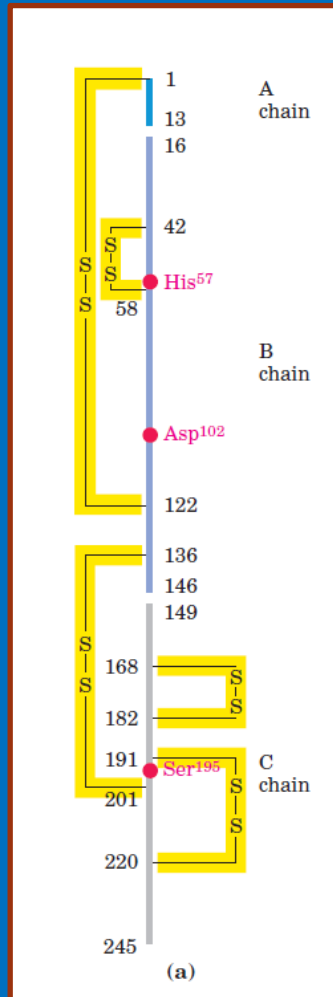 1
A
chain
13
16
42
S
S
His57
58
S
S
B
chain
Asp102
122
136
146
149
S
S
168
S
S
182
191
Ser195
C
chain
201
S
S
220
245
(a)